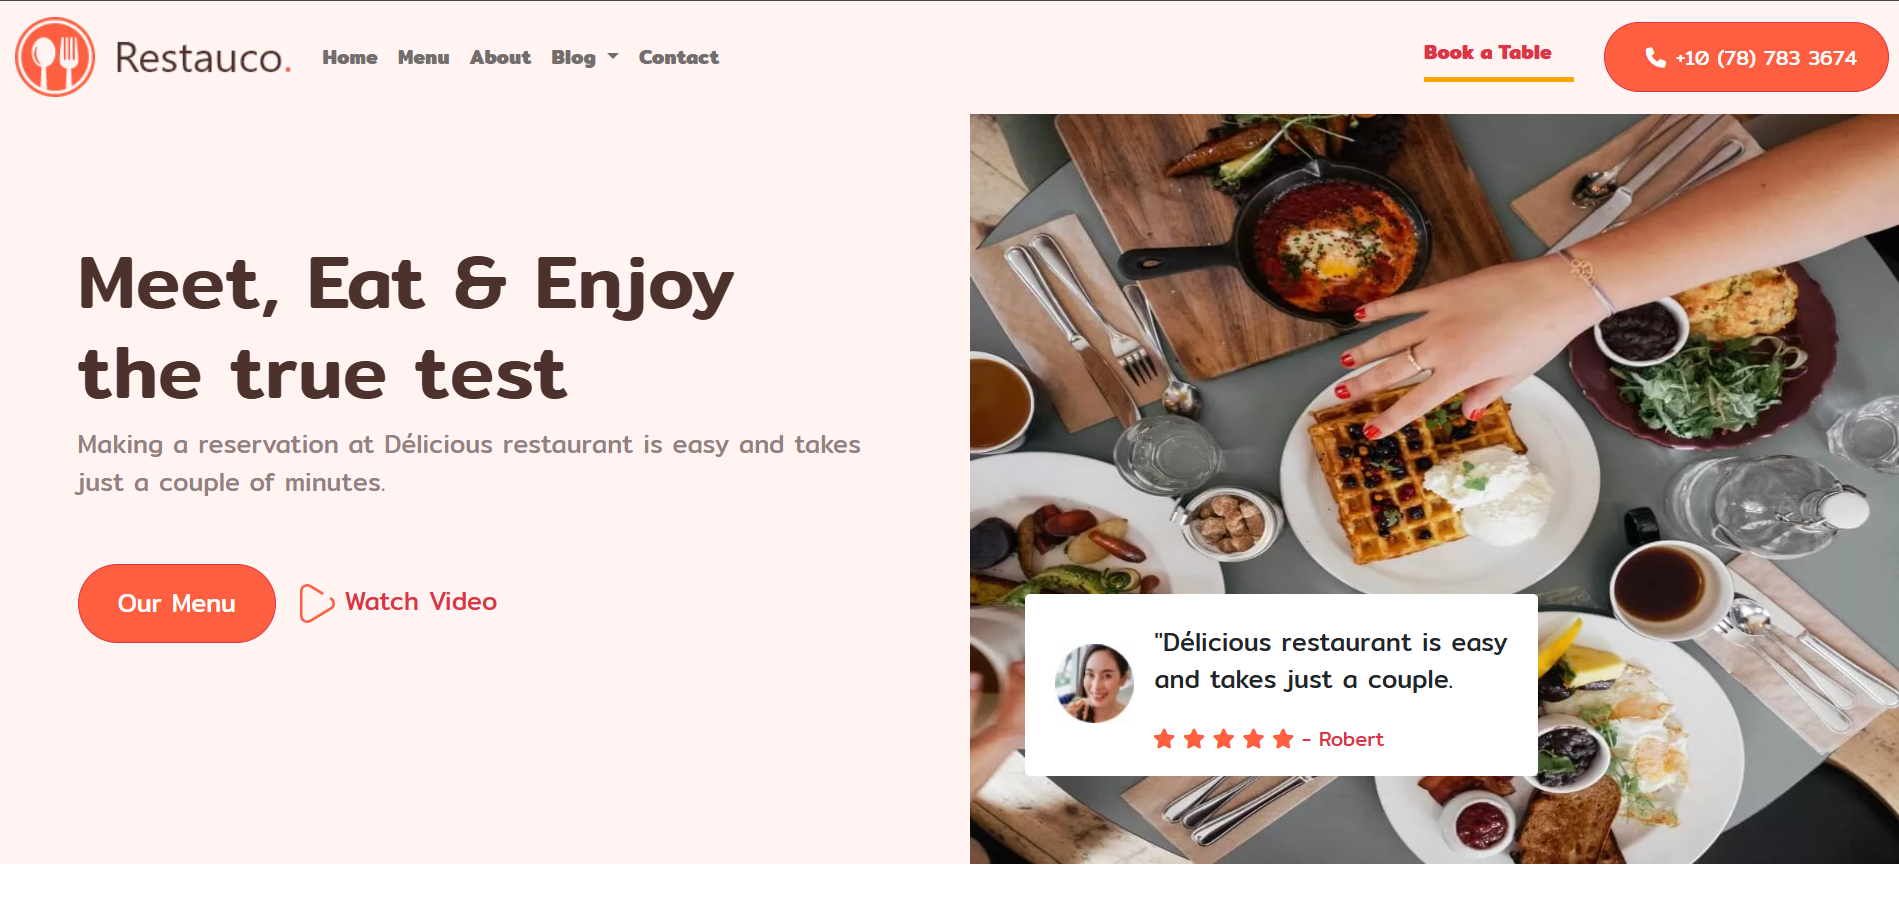 Restauco.
Home Menu About Blog Contact
Book a Table
+10 (78) 783 3674
Meet, Eat & Enjoy
the true test
Making a reservation at Délicious restaurant is easy and takes
just a couple of minutes.
Our Menu
Watch Video
"Délicious restaurant is easy
and takes just a couple.
- Robert